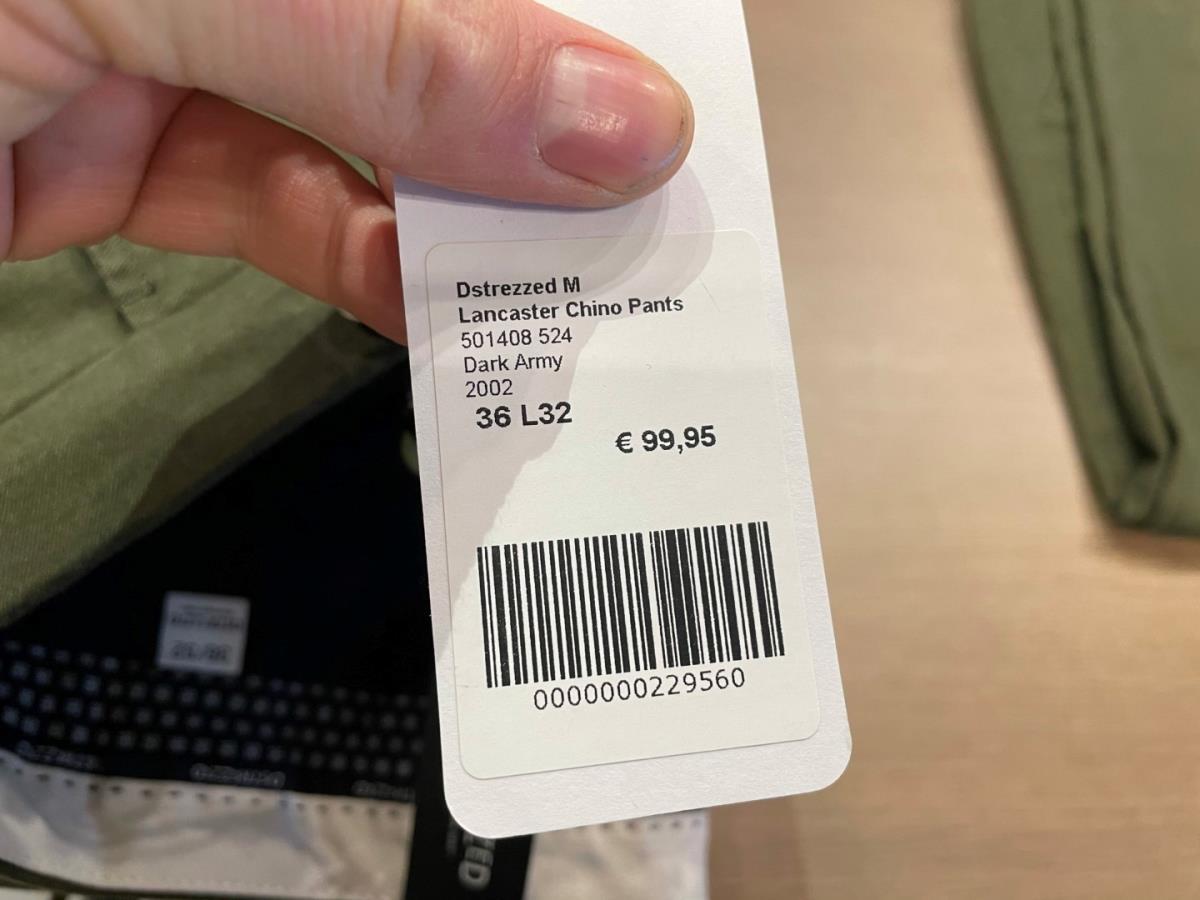 Dstrezzed M
Lancaster Chino Pants
501408 524
Dark Army
2002
36 L32
€ 99,95
0000000229560